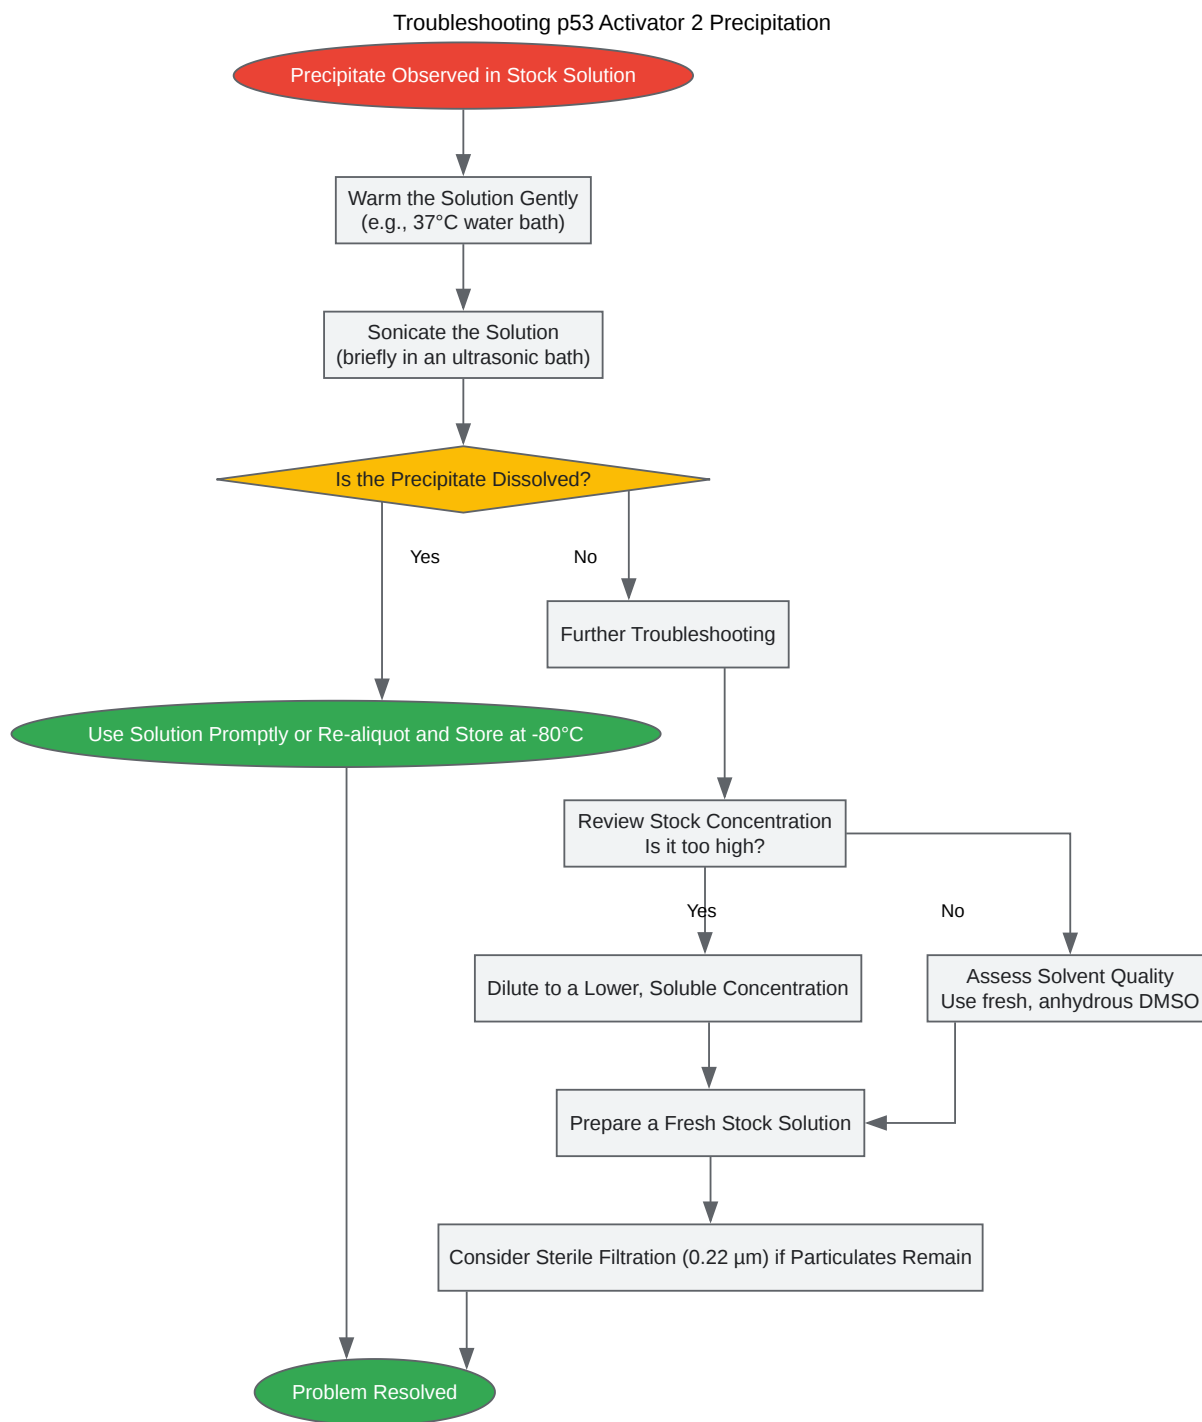 Troubleshooting p53 Activator 2 Precipitation
Precipitate Observed in Stock Solution
Warm the Solution Gently
(e.g., 37°C water bath)
Sonicate the Solution
(briefly in an ultrasonic bath)
Is the Precipitate Dissolved?
Yes
No
Further Troubleshooting
Use Solution Promptly or Re-aliquot and Store at -80°C
Review Stock Concentration
Is it too high?
Yes
No
Dilute to a Lower, Soluble Concentration
Assess Solvent Quality
Use fresh, anhydrous DMSO
Prepare a Fresh Stock Solution
Consider Sterile Filtration (0.22 µm) if Particulates Remain
Problem Resolved